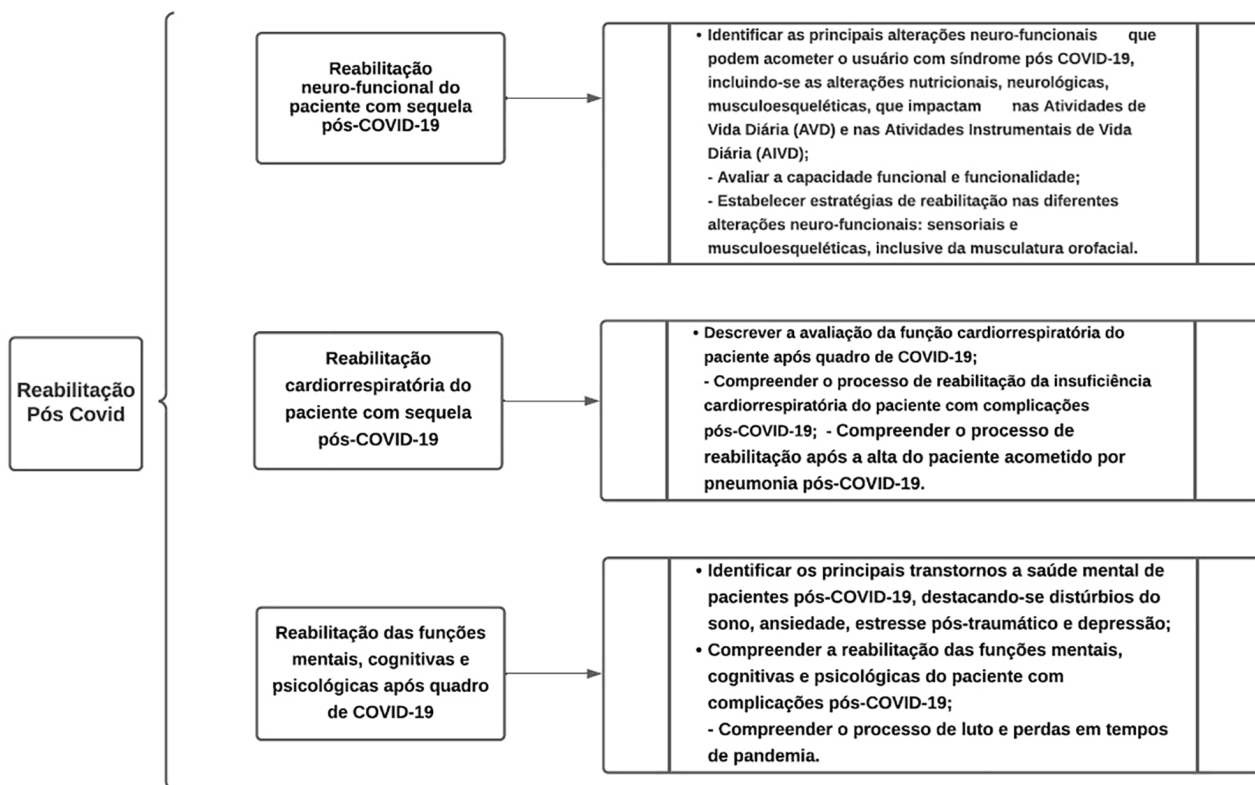 Reabilitação
Pós Covid
Reabilitação
neuro-funcional do
paciente com sequela
pós-COVID-19
• Identificar as principais alterações neuro-funcionais que
podem acometer o usuário com síndrome pós COVID-19,
incluindo-se as alterações nutricionais, neurológicas,
musculoesqueléticas, que impactam nas Atividades de
Vida Diária (AVD) e nas Atividades Instrumentais de Vida
Diária (AIVD);
- Avaliar a capacidade funcional e funcionalidade;
- Estabelecer estratégias de reabilitação nas diferentes
alterações neuro-funcionais: sensoriais e
musculoesqueléticas, inclusive da musculatura orofacial.
Reabilitação
cardiorrespiratória do
paciente com sequela
pós-COVID-19
• Descrever a avaliação da função cardiorrespiratória do
paciente após quadro de COVID-19;
- Compreender o processo de reabilitação da insuficiência
cardiorrespiratória do paciente com complicações
pós-COVID-19; - Compreender o processo de
reabilitação após a alta do paciente acometido por
pneumonia pós-COVID-19.
Reabilitação das funções
mentais, cognitivas e
psicológicas após quadro
de COVID-19
• Identificar os principais transtornos a saúde mental de
pacientes pós-COVID-19, destacando-se distúrbios do
sono, ansiedade, estresse pós-traumático e depressão;
• Compreender a reabilitação das funções mentais,
cognitivas e psicológicas do paciente com
complicações pós-COVID-19;
- Compreender o processo de luto e perdas em tempos
de pandemia.